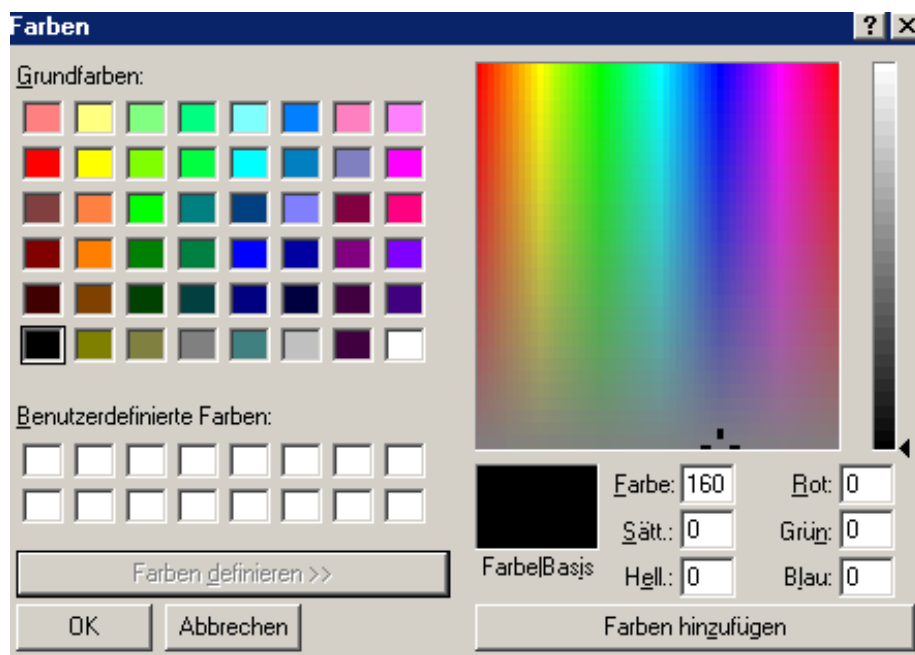 Farben
Grundfarben:
Benutzerdefinierte Farben:
Farben definieren >>
OK
Abbrechen
Farbe|Basis
Farbe: 160
Sätt.: 0
Hell.: 0
Rot: 0
Grün: 0
Blau: 0
Farben hinzufügen